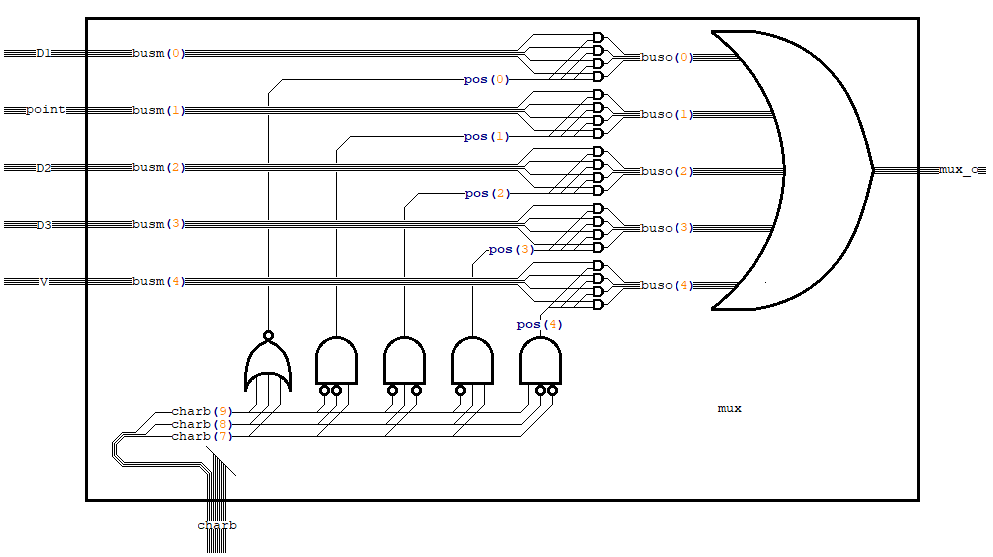 D1 busm(0) buso(0)
pos(0)
point busm(1) buso(1)
pos(1)
D2 busm(2) buso(2) mux_o
pos(2)
D3 busm(3) buso(3)
pos(3)
V busm(4) buso(4)
pos(4)
charb(9)
mux
charb(8)
charb(7)
charb